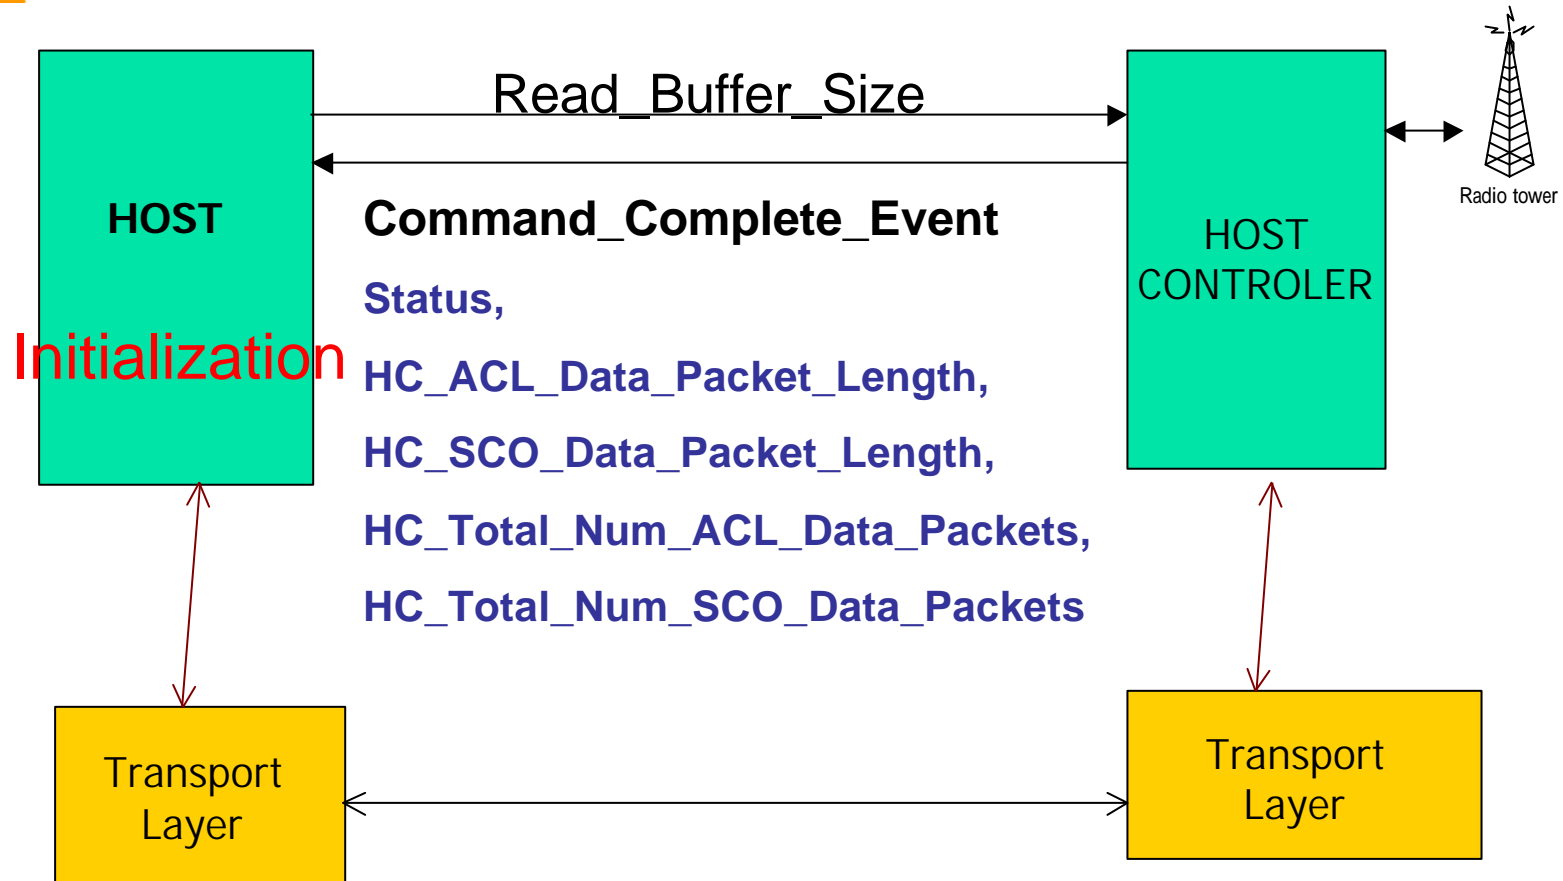 Read_Buffer_Size
Radio tower
HOST
Command_Complete_Event
HOST
CONTROLER
Status,
Initialization
HC_ACL_Data_Packet_Length,
HC_SCO_Data_Packet_Length,
HC_Total_Num_ACL_Data_Packets,
HC_Total_Num_SCO_Data_Packets
Transport
Layer
Transport
Layer